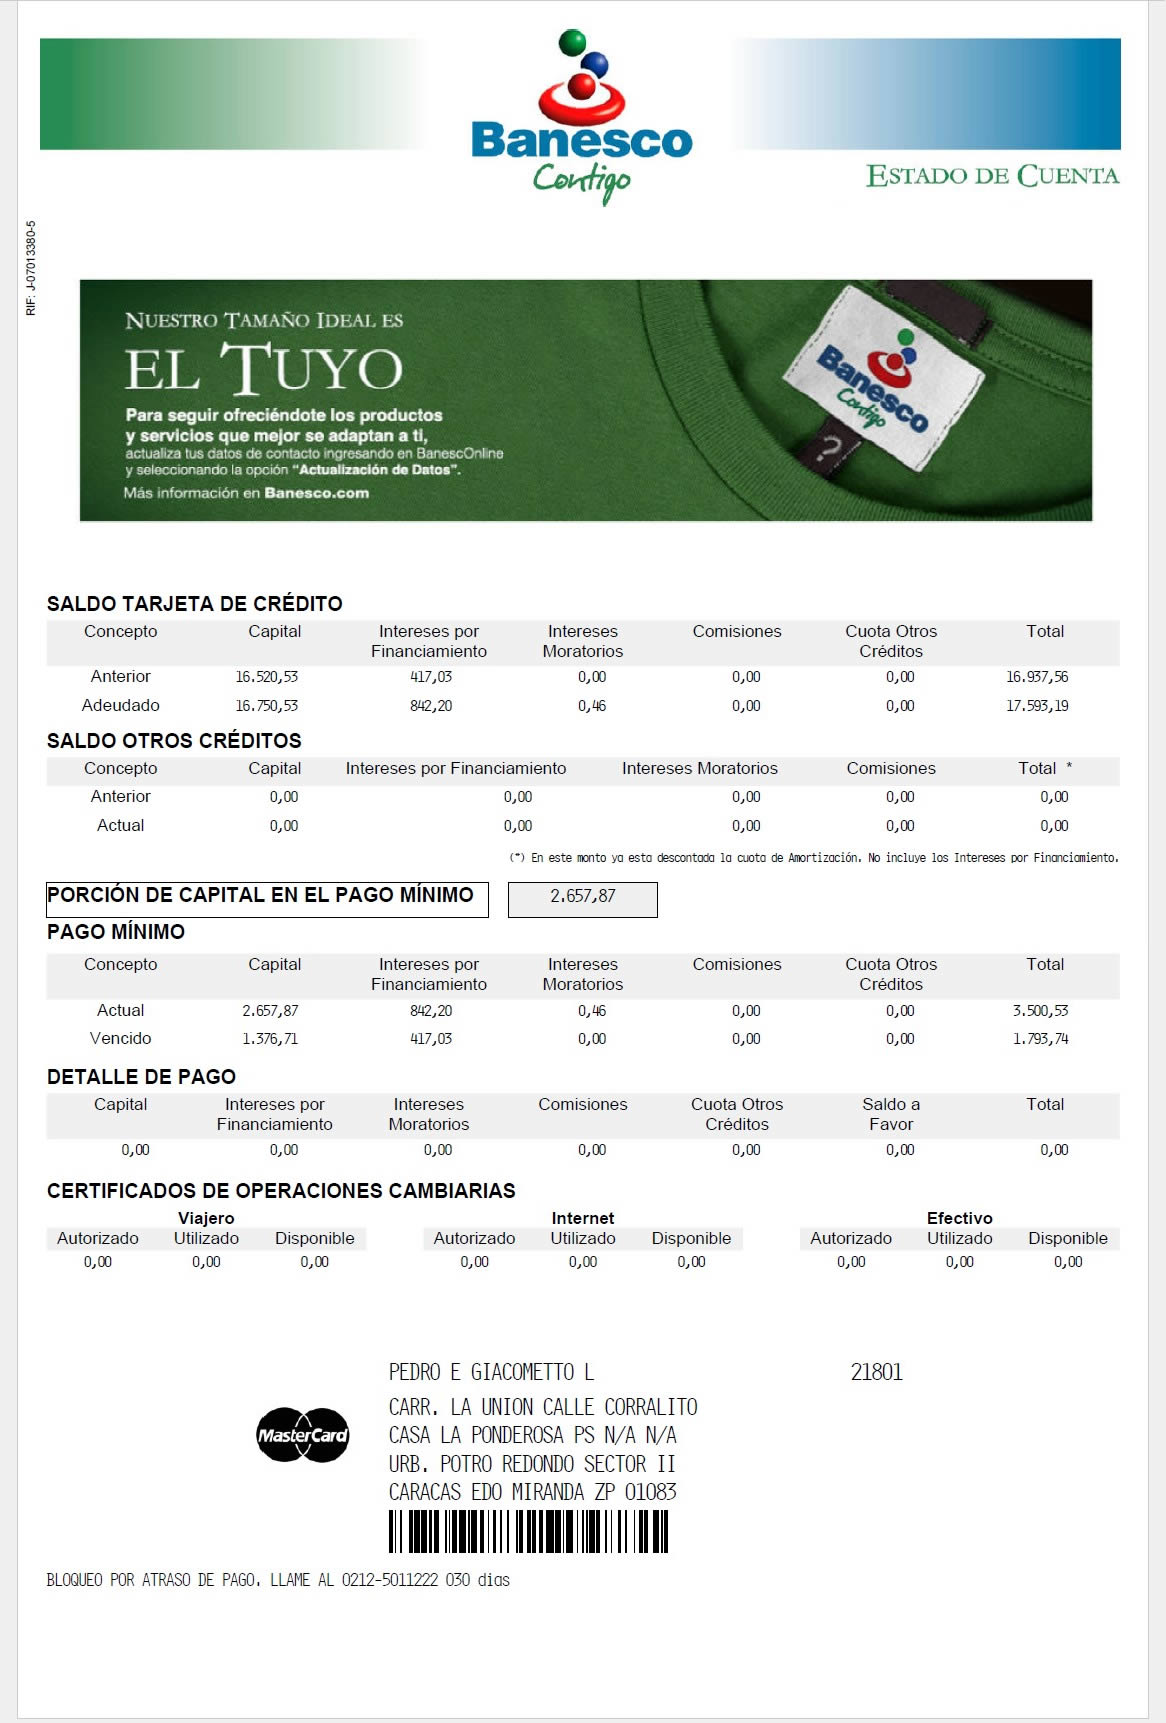 Banesco
Contigo
ESTADO DE CUENTA
RIF: J-07013380-5
NUESTRO TAMAÑO IDEAL ES
EL TUYO
Para seguir ofreciéndote los productos
y servicios que mejor se adaptan a ti,
actualiza tus datos de contacto ingresando en BanescOnline
y seleccionando la opción "Actualización de Datos".
Más información en Banesco.com
Banesco
Contigo
?
SALDO TARJETA DE CRÉDITO
Concepto Capital Intereses por Financiamiento Intereses Moratorios Comisiones Cuota Otros Créditos Total
Anterior 16.520,53 417,03 0,00 0,00 0,00 16.937,56
Adeudado 16.750,53 842,20 0,46 0,00 0,00 17.593,19
SALDO OTROS CRÉDITOS
Concepto Capital Intereses por Financiamiento Intereses Moratorios Comisiones Total *
Anterior 0,00 0,00 0,00 0,00 0,00
Actual 0,00 0,00 0,00 0,00 0,00
(*) En este monto ya esta descontada la cuota de Amortización. No incluye los Intereses por Financiamiento.
PORCIÓN DE CAPITAL EN EL PAGO MÍNIMO 2.657,87
PAGO MÍNIMO
Concepto Capital Intereses por Financiamiento Intereses Moratorios Comisiones Cuota Otros Créditos Total
Actual 2.657,87 842,20 0,46 0,00 0,00 3.500,53
Vencido 1.376,71 417,03 0,00 0,00 0,00 1.793,74
DETALLE DE PAGO
Capital Intereses por Financiamiento Intereses Moratorios Comisiones Cuota Otros Créditos Saldo a Favor Total
0,00 0,00 0,00 0,00 0,00 0,00 0,00
CERTIFICADOS DE OPERACIONES CAMBIARIAS
Viajero Internet Efectivo
Autorizado Utilizado Disponible Autorizado Utilizado Disponible Autorizado Utilizado Disponible
0,00 0,00 0,00 0,00 0,00 0,00 0,00 0,00 0,00
PEDRO E GIACOMETTO L 21801
CARR. LA UNION CALLE CORRALITO
MasterCard
CASA LA PONDEROSA PS N/A N/A
URB. POTRO REDONDO SECTOR II
CARACAS EDO MIRANDA ZP 01083
BLOQUEO POR ATRASO DE PAGO. LLAME AL 0212-5011222 030 dias